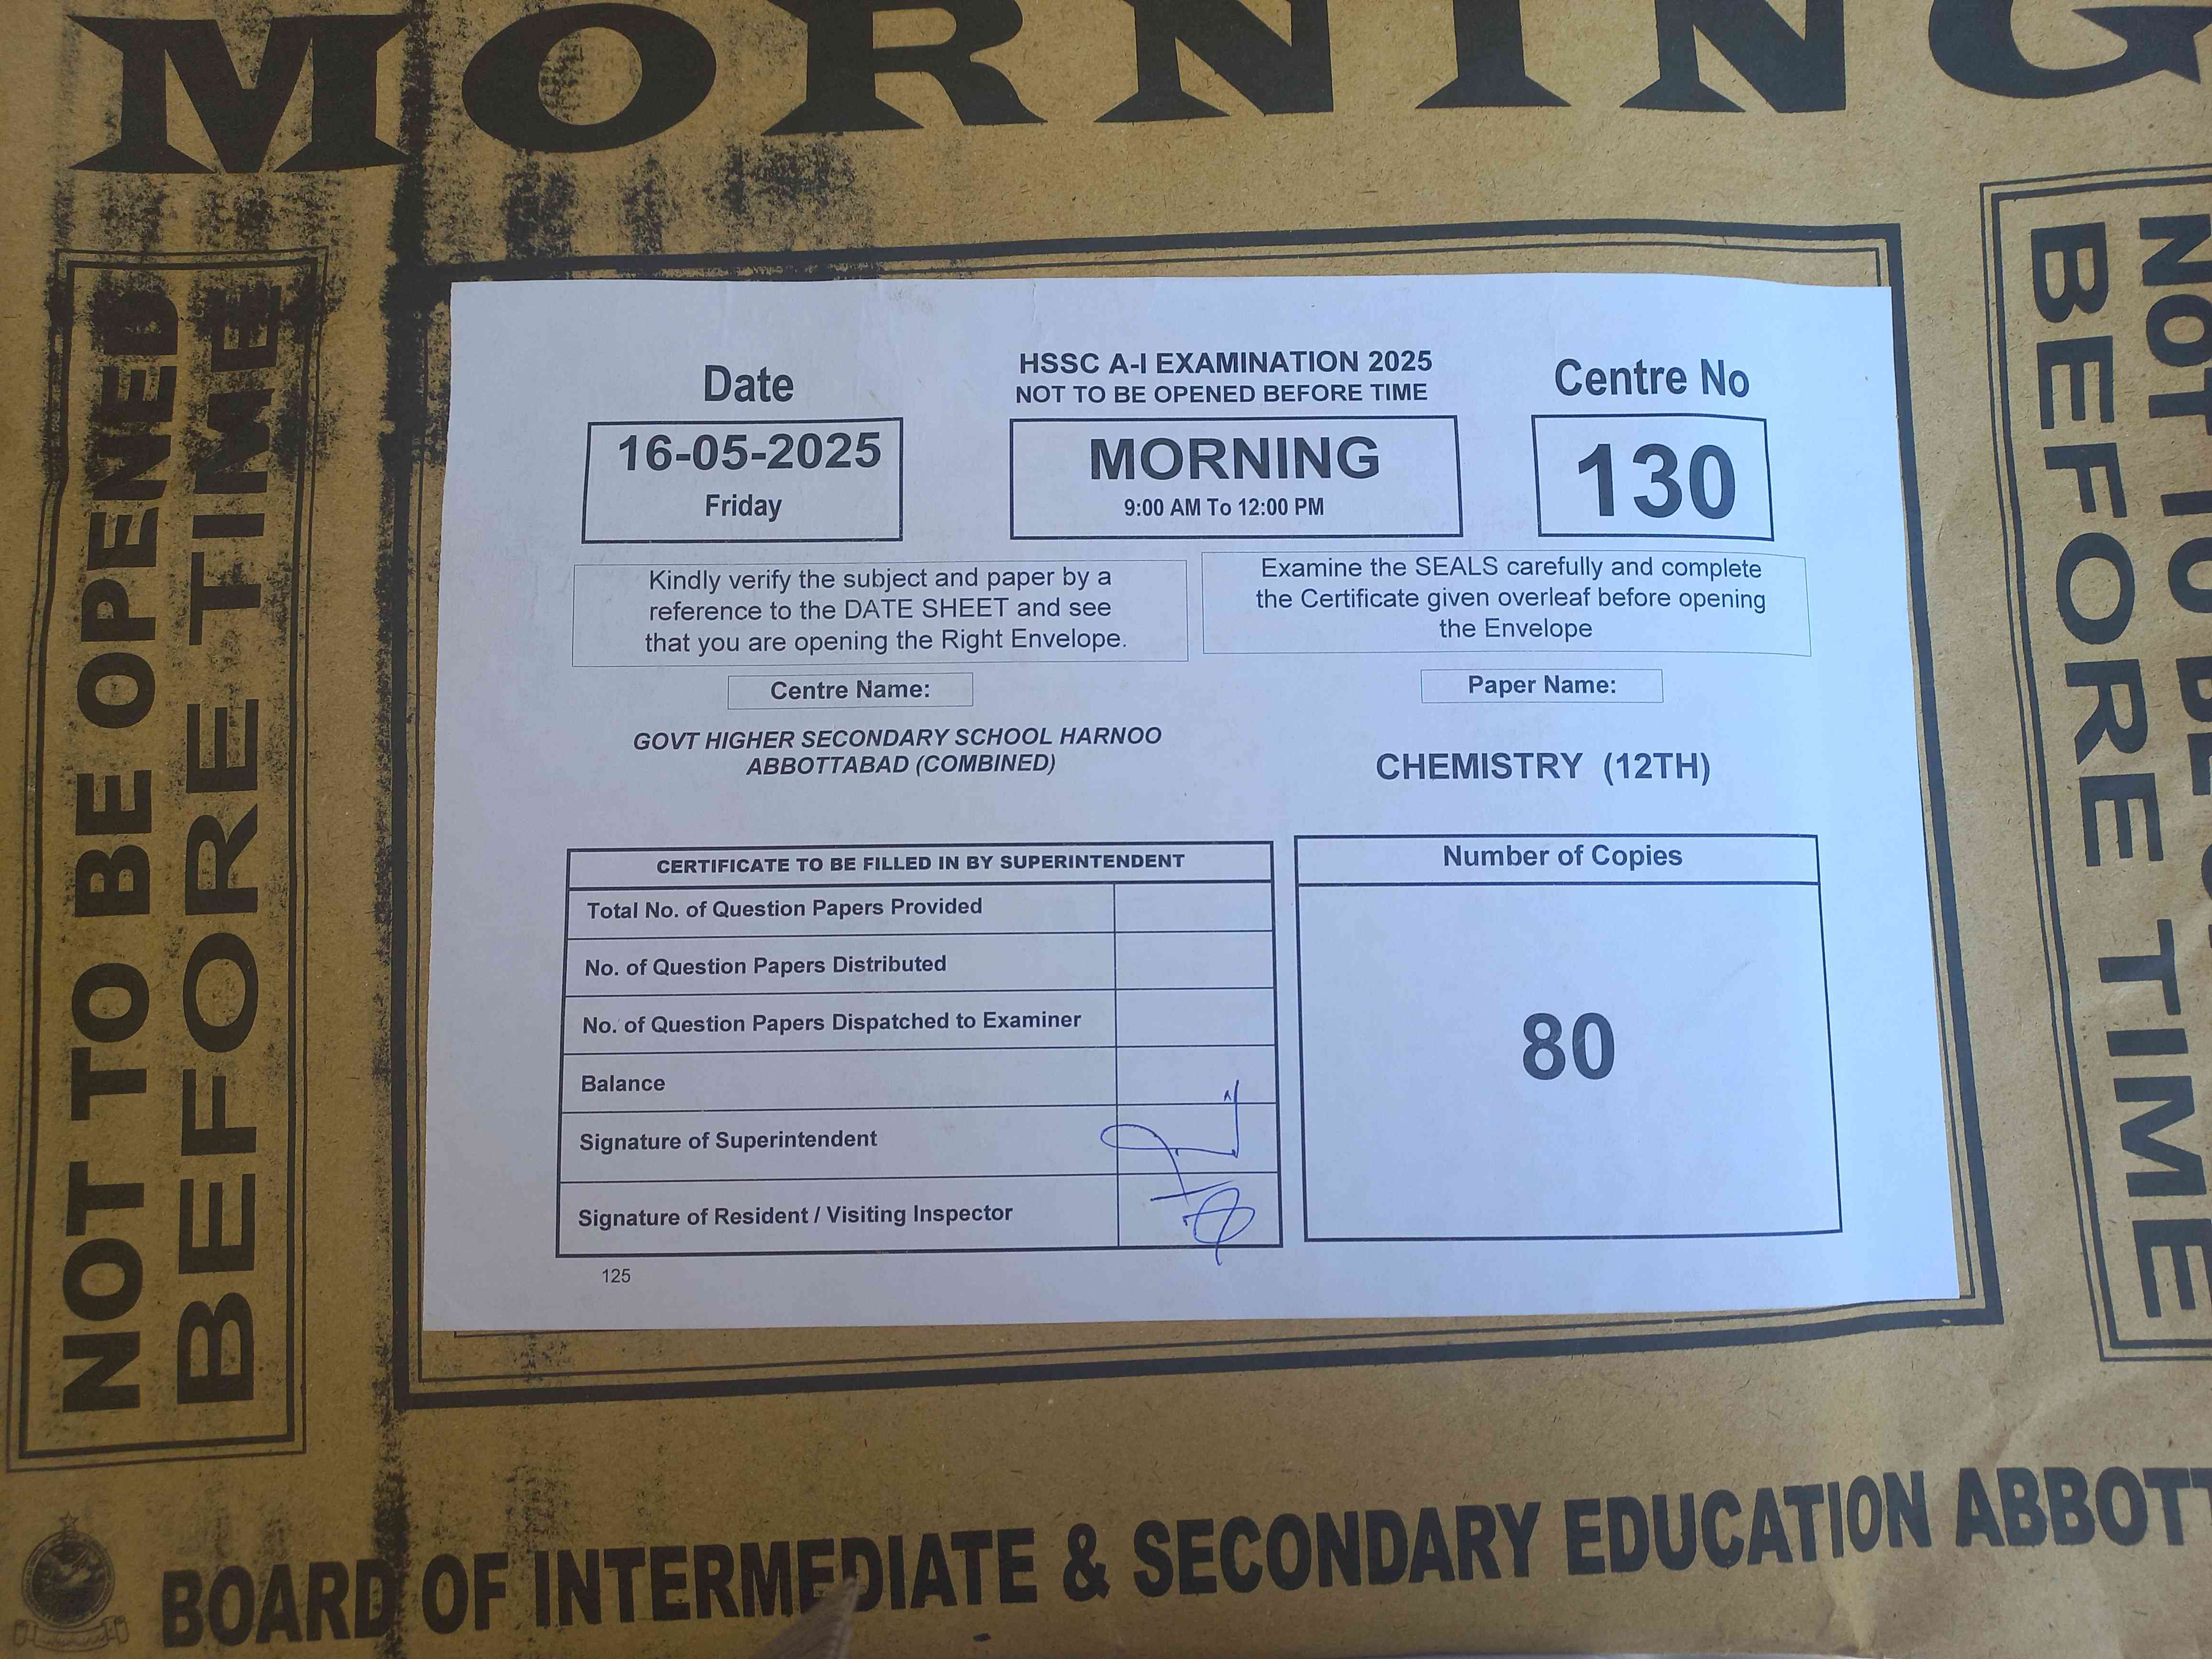 MORNING
NOT TO BE OPENED
BEFORE TIME
Date
16-05-2025
Friday
HSSC A-I EXAMINATION 2025
NOT TO BE OPENED BEFORE TIME
MORNING
9:00 AM To 12:00 PM
Centre No
130
Kindly verify the subject and paper by a
reference to the DATE SHEET and see
that you are opening the Right Envelope.
Examine the SEALS carefully and complete
the Certificate given overleaf before opening
the Envelope
Centre Name:
GOVT HIGHER SECONDARY SCHOOL HARNOO
ABBOTTABAD (COMBINED)
Paper Name:
CHEMISTRY (12TH)
CERTIFICATE TO BE FILLED IN BY SUPERINTENDENT
Total No. of Question Papers Provided
No. of Question Papers Distributed
No. of Question Papers Dispatched to Examiner
Balance
Signature of Superintendent
Signature of Resident / Visiting Inspector
Number of Copies
80
125
NOT TO BE O
BEFORE TIME
BOARD OF INTERMEDIATE & SECONDARY EDUCATION ABBOTT